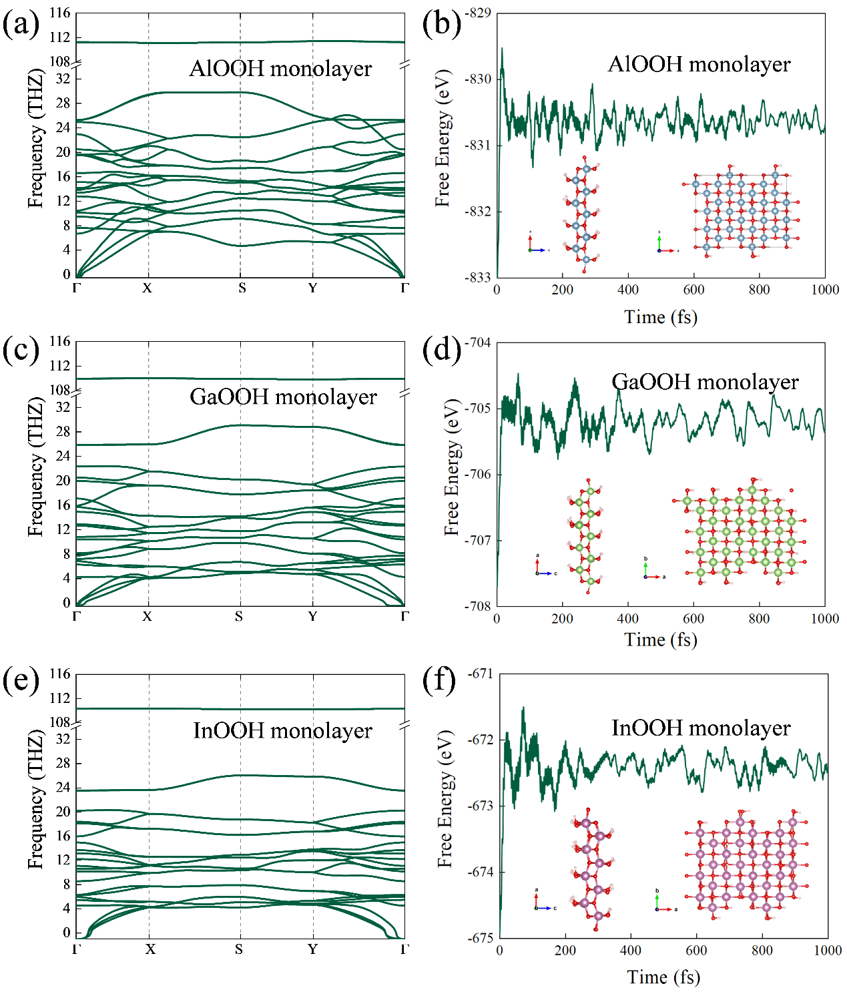 (a)
116
112
108
32
28
24
20
16
12
8
4
0
Frequency (THZ)
AlOOH monolayer
Γ X S Y Γ
(b)
-829
-830
-831
-832
-833
Free Energy (eV)
AlOOH monolayer
b
a
0 200 400 600 800 1000
Time (fs)
(c)
116
112
108
32
28
24
20
16
12
8
4
0
Frequency (THZ)
GaOOH monolayer
Γ X S Y Γ
(d)
-704
-705
-706
-707
-708
Free Energy (eV)
GaOOH monolayer
a
c
b
a
0 200 400 600 800 1000
Time (fs)
(e)
116
112
108
32
28
24
20
16
12
8
4
0
Frequency (THZ)
InOOH monolayer
Γ X S Y Γ
(f)
-671
-672
-673
-674
-675
Free Energy (eV)
InOOH monolayer
a
c
b
a
0 200 400 600 800 1000
Time (fs)